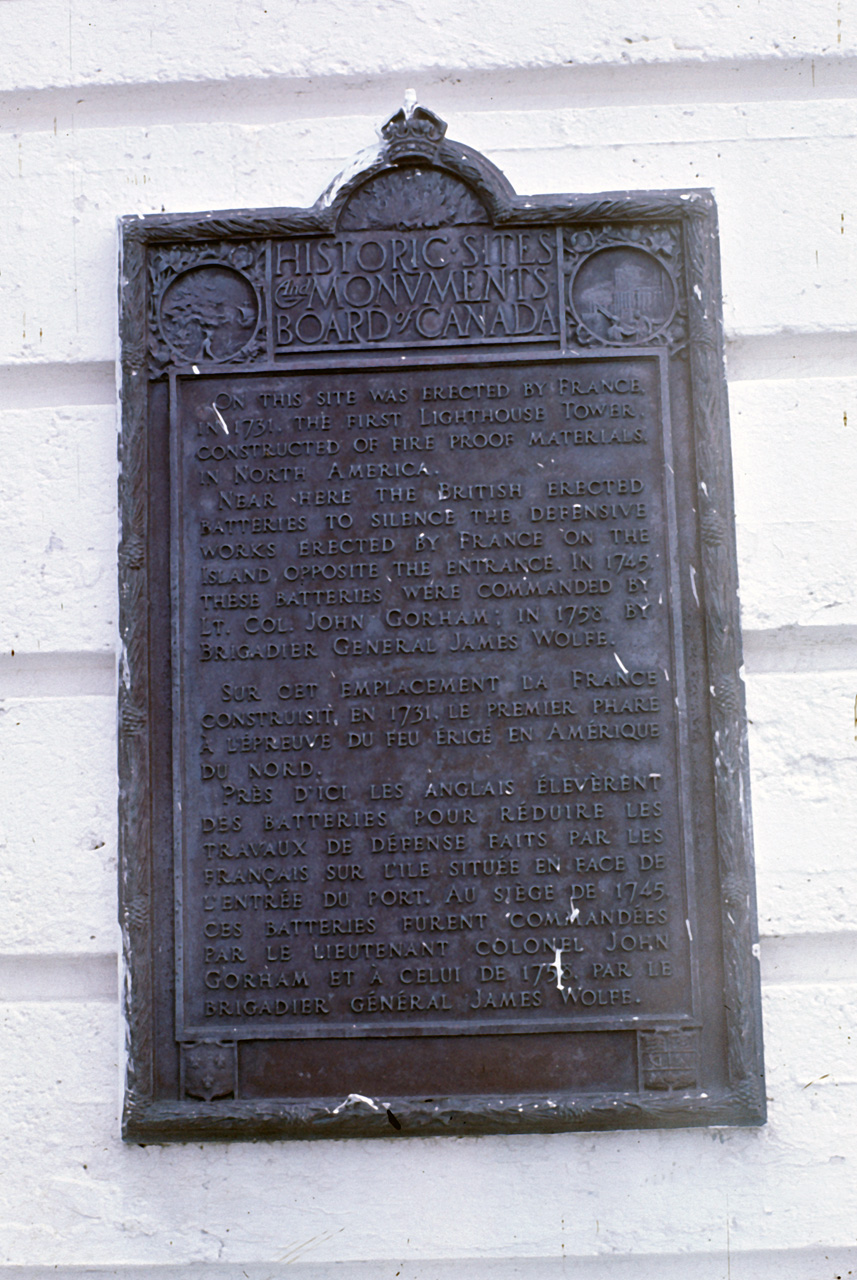 HISTORIC·SITES
And MONVMENTS
BOARD of CANADA
ON THIS SITE WAS ERECTED BY FRANCE,
IN 1731, THE FIRST LIGHTHOUSE TOWER,
CONSTRUCTED OF FIRE PROOF MATERIALS,
IN NORTH AMERICA.
NEAR HERE THE BRITISH ERECTED
BATTERIES TO SILENCE THE DEFENSIVE
WORKS ERECTED BY FRANCE ON THE
ISLAND OPPOSITE THE ENTRANCE. IN 1745,
THESE BATTERIES WERE COMMANDED BY
LT. COL. JOHN GORHAM; IN 1758, BY
BRIGADIER GENERAL JAMES WOLFE.
SUR CET EMPLACEMENT LA FRANCE
CONSTRUISIT, EN 1731, LE PREMIER PHARE
À L'ÉPREUVE DU FEU ÉRIGÉ EN AMÉRIQUE
DU NORD.
PRÈS D'ICI, LES ANGLAIS ÉLEVÈRENT
DES BATTERIES POUR RÉDUIRE LES
TRAVAUX DE DÉFENSE FAITS PAR LES
FRANÇAIS SUR L'ILE SITUÉE EN FACE DE
L'ENTRÉE DU PORT. AU SIÈGE DE 1745,
CES BATTERIES FURENT COMMANDÉES
PAR LE LIEUTENANT COLONEL JOHN
GORHAM ET À CELUI DE 1758, PAR LE
BRIGADIER GÉNÉRAL JAMES WOLFE.